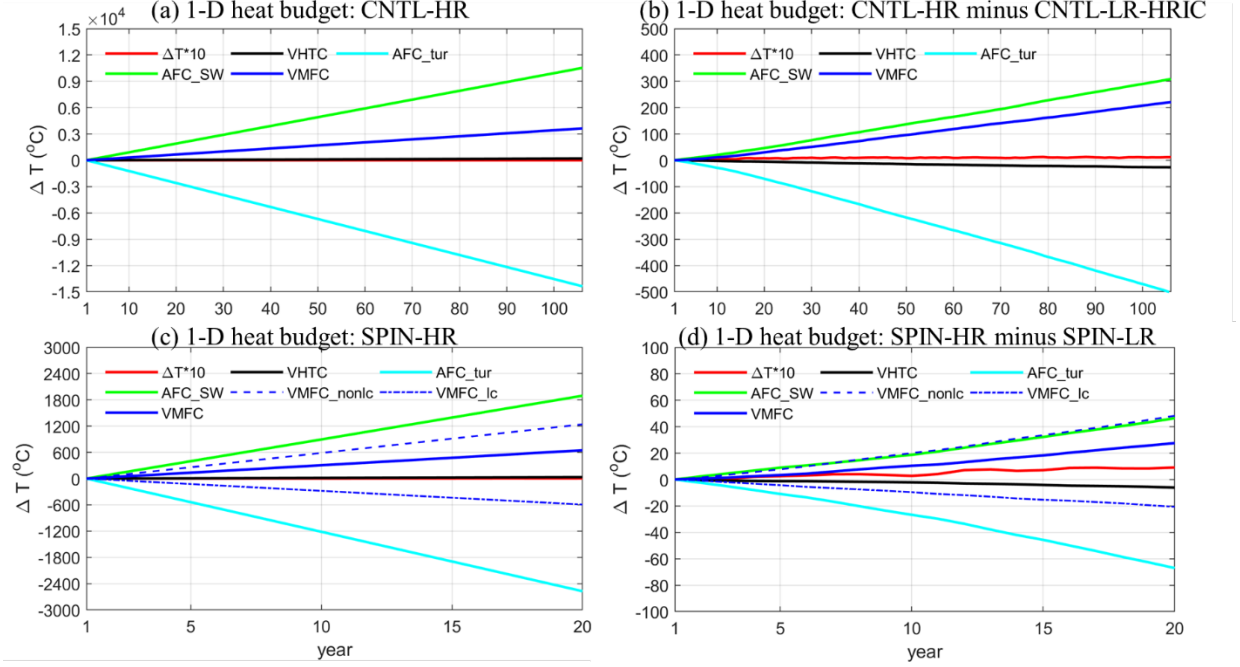 (a) 1-D heat budget: CNTL-HR
×10⁴
1.5
1.2
0.9
0.6
0.3
0
-0.3
-0.6
-0.9
-1.2
-1.5
Δ T (°C)
ΔT*10 VHTC AFC_tur
AFC_SW VMFC
1 10 20 30 40 50 60 70 80 90 100
(b) 1-D heat budget: CNTL-HR minus CNTL-LR-HRIC
500
400
300
200
100
0
-100
-200
-300
-400
-500
Δ T (°C)
ΔT*10 VHTC AFC_tur
AFC_SW VMFC
1 10 20 30 40 50 60 70 80 90 100
(c) 1-D heat budget: SPIN-HR
3000
2400
1800
1200
600
0
-600
-1200
-1800
-2400
-3000
Δ T (°C)
ΔT*10 VHTC AFC_tur
AFC_SW VMFC_nonlc VMFC_lc
VMFC
1 5 10 15 20
year
(d) 1-D heat budget: SPIN-HR minus SPIN-LR
100
80
60
40
20
0
-20
-40
-60
-80
-100
Δ T (°C)
ΔT*10 VHTC AFC_tur
AFC_SW VMFC_nonlc VMFC_lc
VMFC
1 5 10 15 20
year